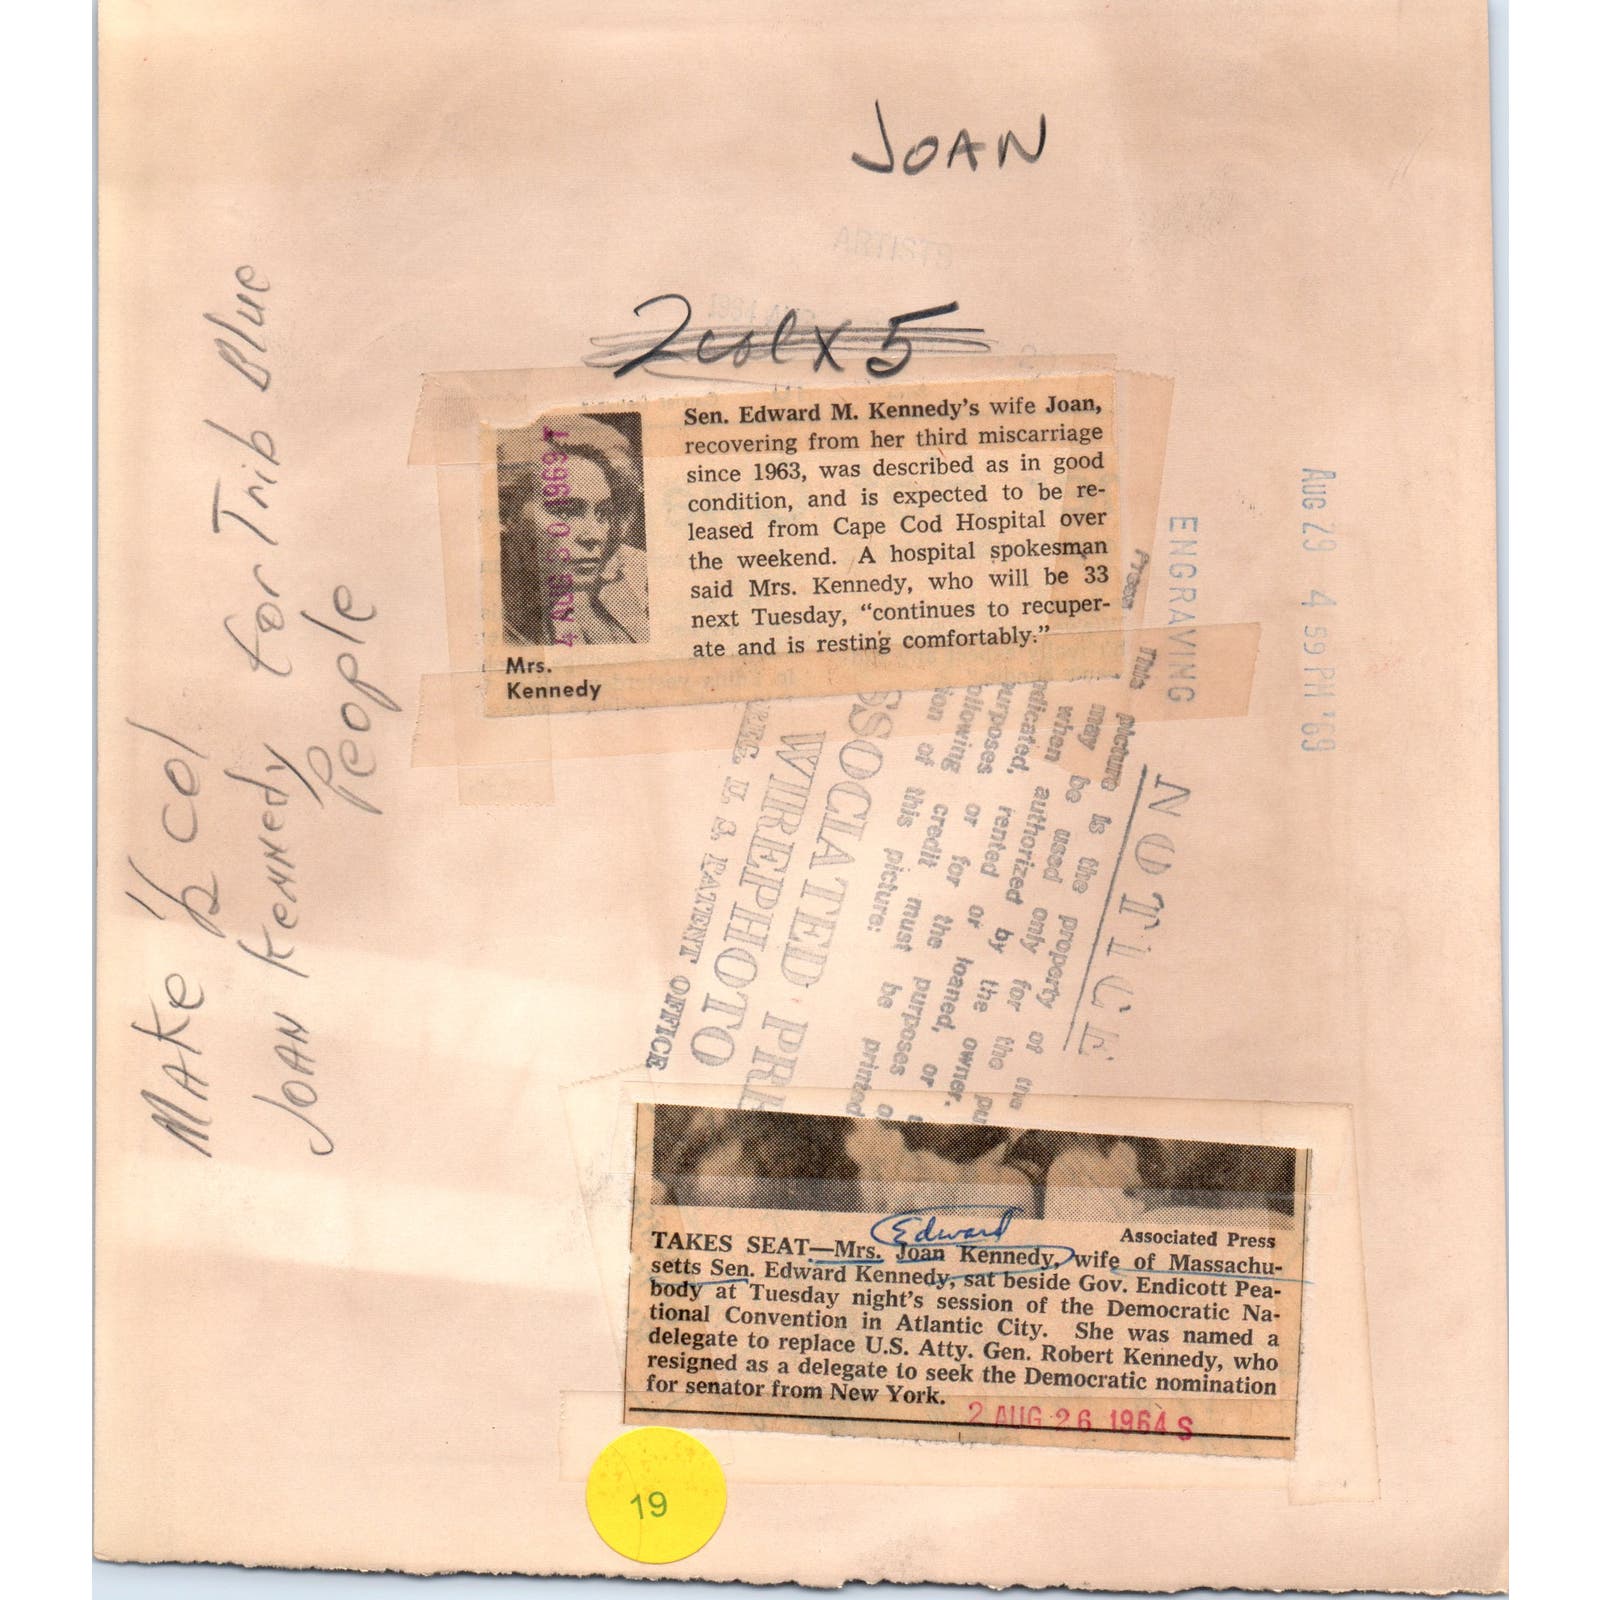 JOAN
2 col x 5
Sen. Edward M. Kennedy's wife Joan,
recovering from her third miscarriage
since 1963, was described as in good
condition, and is expected to be re-
leased from Cape Cod Hospital over
the weekend. A hospital spokesman
said Mrs. Kennedy, who will be 33
next Tuesday, “continues to recuper-
ate and is resting comfortably.”
4 AUG 30 1969 T
Mrs.
Kennedy
Make ½ col
JOAN Kennedy for Trib Blue
People
AUG 29 4 59 PM '69
ENGRAVING
NOTICE
This picture is the property of the
Press
may be used only for the
when authorized by the owner.
rented or loaned, or
purposes or for the purposes
following credit must be printed
this picture:
ASSOCIATED PRE
WIREPHOTO
REG. U. S. PATENT OFFICE
Associated Press
Edward
TAKES SEAT—Mrs. Joan Kennedy, wife of Massachu-
setts Sen. Edward Kennedy, sat beside Gov. Endicott Pea-
body at Tuesday night's session of the Democratic Na-
tional Convention in Atlantic City. She was named a
delegate to replace U.S. Atty. Gen. Robert Kennedy, who
resigned as a delegate to seek the Democratic nomination
for senator from New York.
2 AUG 26 1964 S
19